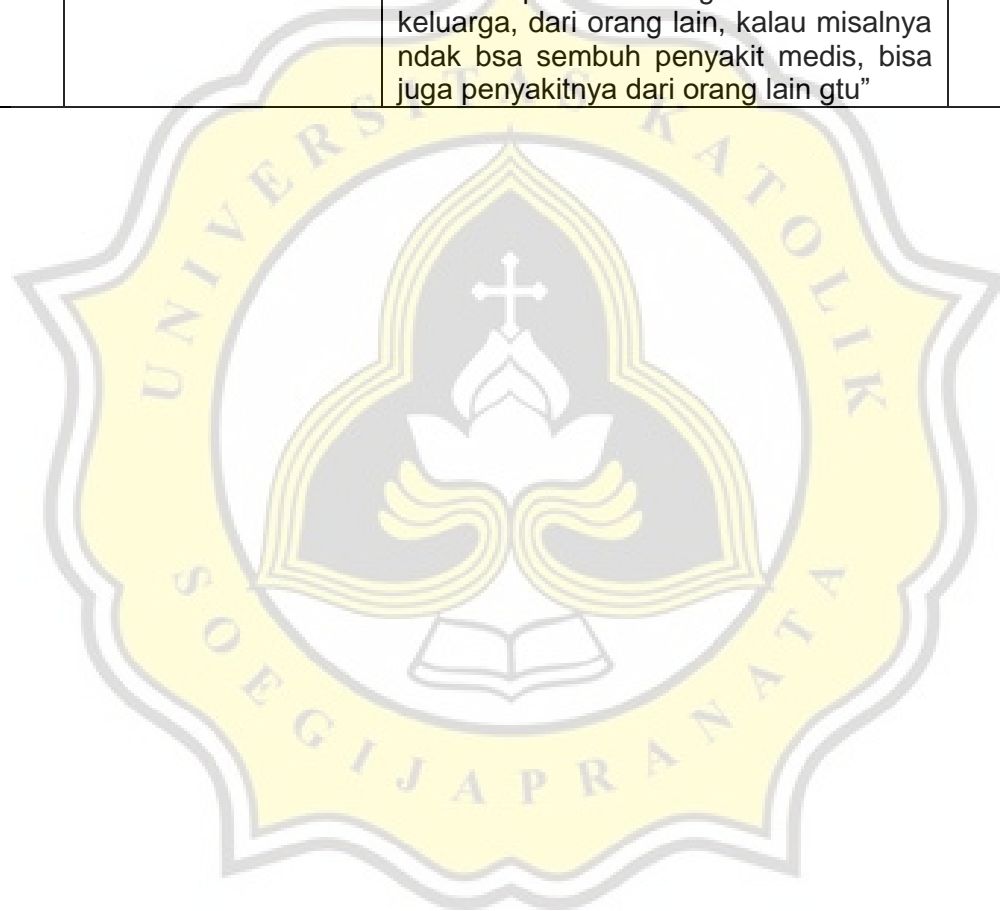 keluarga, dari orang lain, kalau misalnya
ndak bsa sembuh penyakit medis, bisa
juga penyakitnya dari orang lain gtu”
UNIVERSITAS KATOLIK
SOEGIJAPRANATA